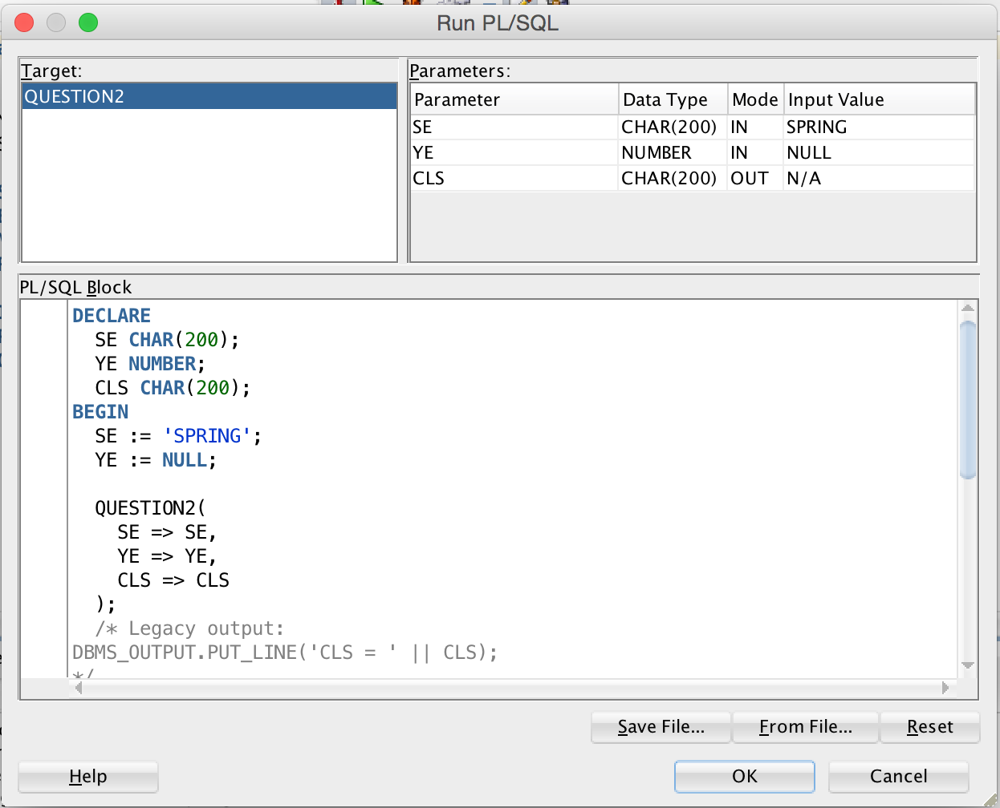 Run PL/SQL
Target:
QUESTION2
Parameters:
Parameter Data Type Mode Input Value
SE CHAR(200) IN SPRING
YE NUMBER IN NULL
CLS CHAR(200) OUT N/A
PL/SQL Block
DECLARE
  SE CHAR(200);
  YE NUMBER;
  CLS CHAR(200);
BEGIN
  SE := 'SPRING';
  YE := NULL;
  QUESTION2(
    SE => SE,
    YE => YE,
    CLS => CLS
  );
  /* Legacy output:
DBMS_OUTPUT.PUT_LINE('CLS = ' || CLS);
*/
Save File... From File... Reset
Help OK Cancel